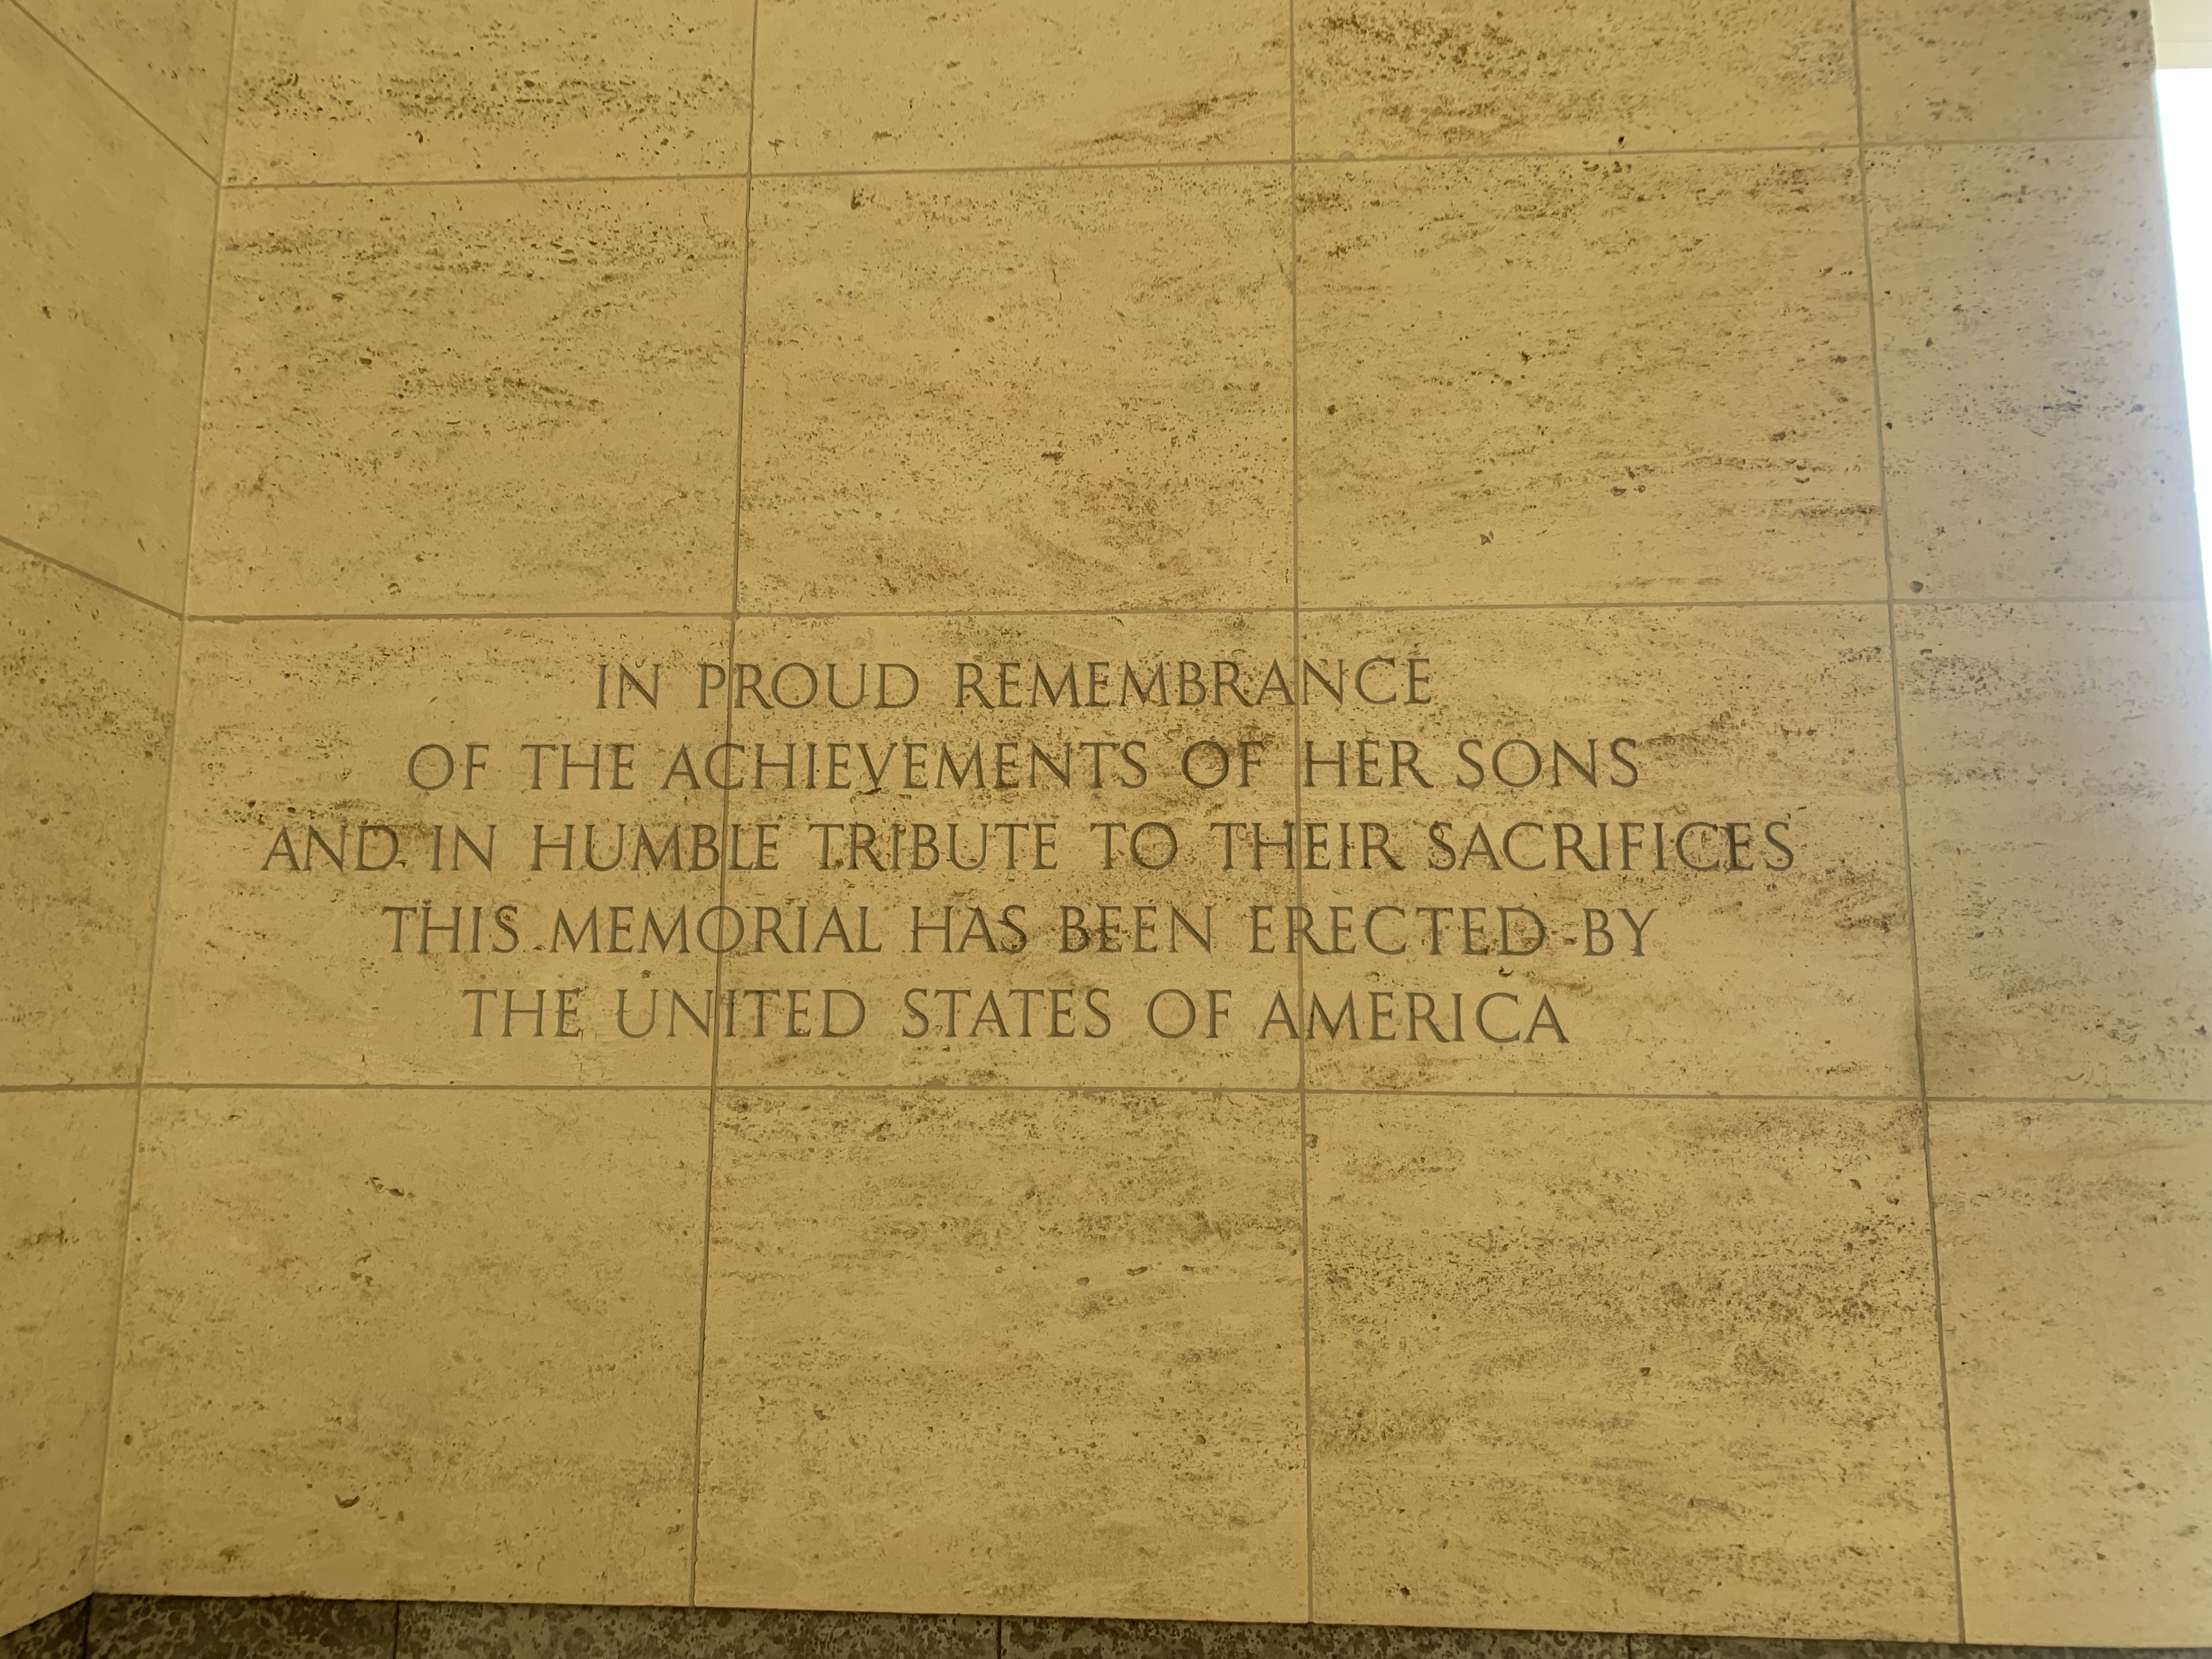 IN PROUD REMEMBRANCE
OF THE ACHIEVEMENTS OF HER SONS
AND IN HUMBLE TRIBUTE TO THEIR SACRIFICES
THIS MEMORIAL HAS BEEN ERECTED BY
THE UNITED STATES OF AMERICA